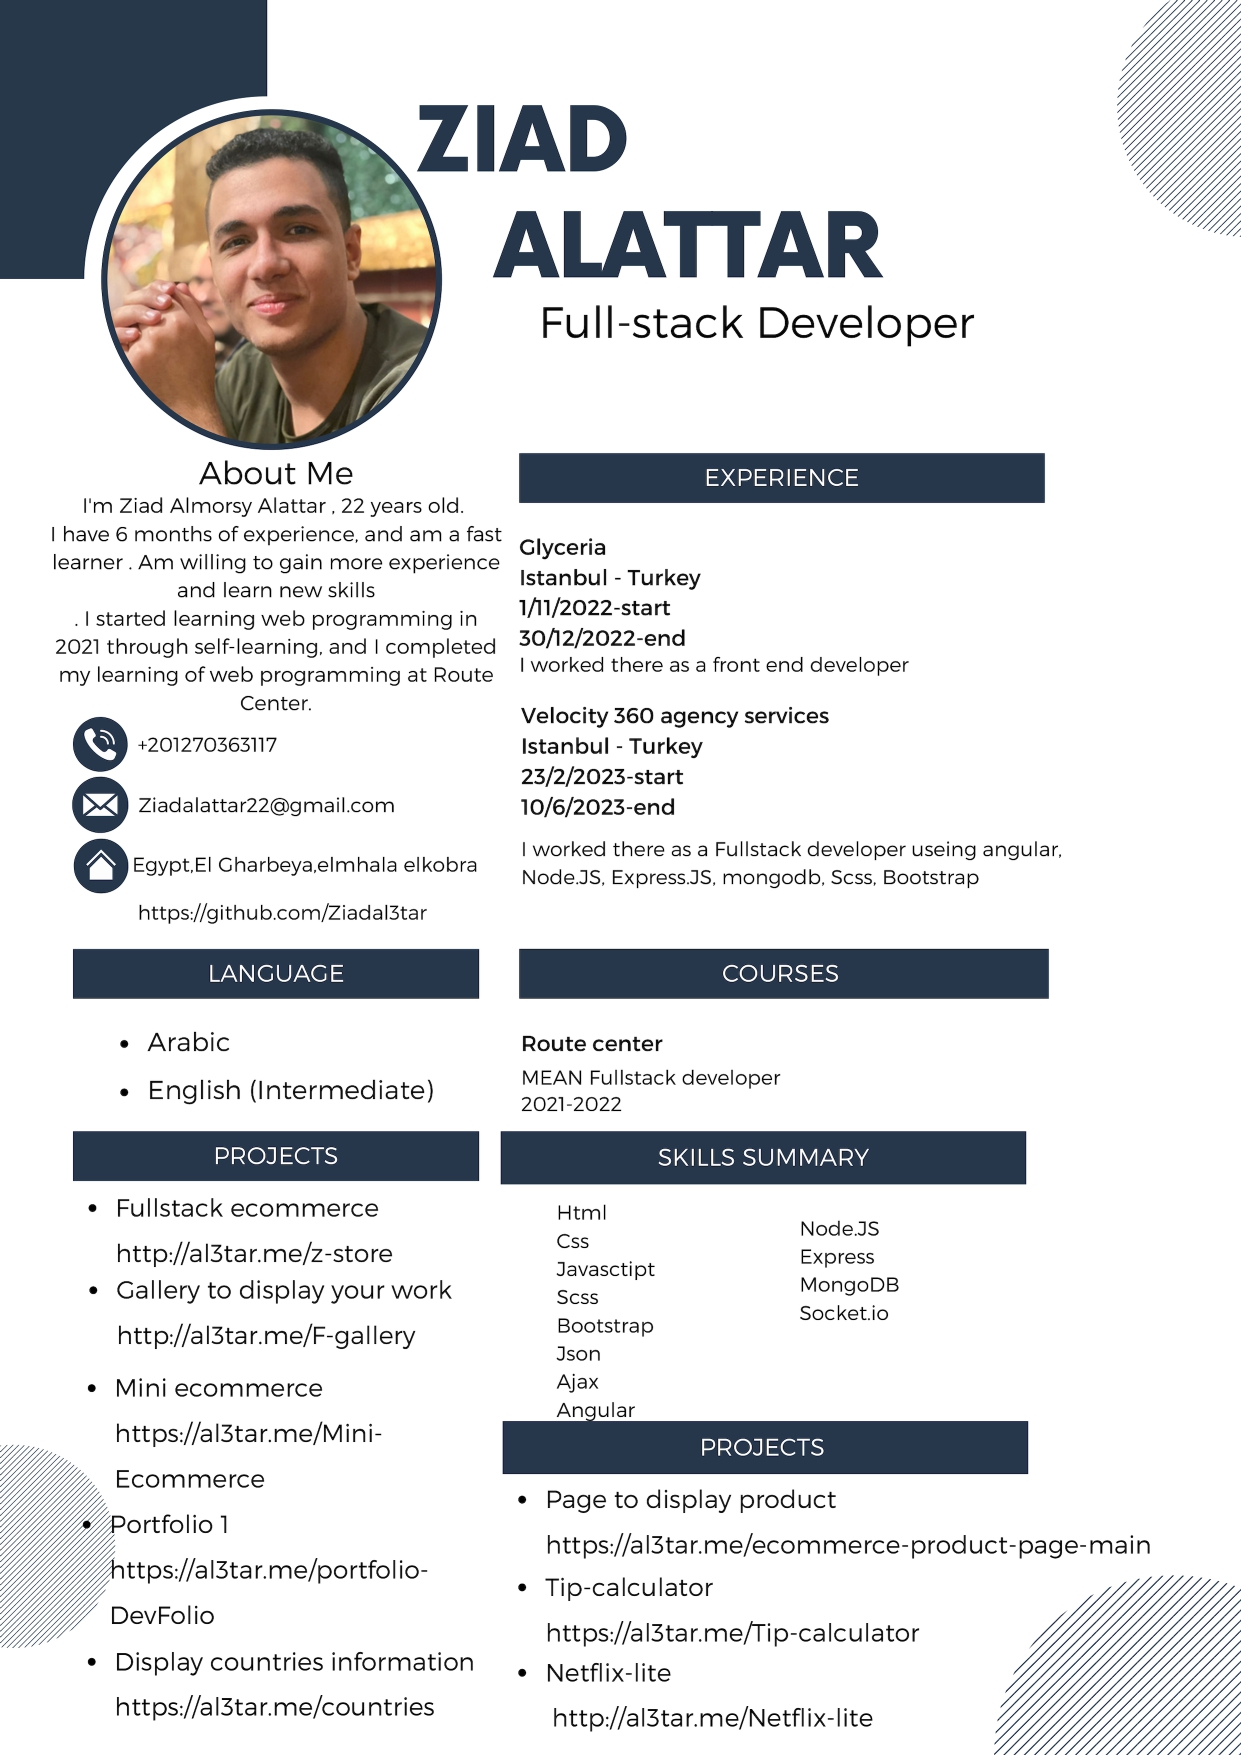 ZIAD
ALATTAR
Full-stack Developer
About Me
I'm Ziad Almorsy Alattar , 22 years old.
I have 6 months of experience, and am a fast
learner . Am willing to gain more experience
and learn new skills
. I started learning web programming in
2021 through self-learning, and I completed
my learning of web programming at Route
Center.
+201270363117
Ziadalattar22@gmail.com
Egypt,El Gharbeya,elmhala elkobra
https://github.com/Ziadal3tar
EXPERIENCE
Glyceria
Istanbul - Turkey
1/11/2022-start
30/12/2022-end
I worked there as a front end developer
Velocity 360 agency services
Istanbul - Turkey
23/2/2023-start
10/6/2023-end
I worked there as a Fullstack developer useing angular,
Node.JS, Express.JS, mongodb, Scss, Bootstrap
LANGUAGE
• Arabic
• English (Intermediate)
COURSES
Route center
MEAN Fullstack developer
2021-2022
PROJECTS
• Fullstack ecommerce
http://al3tar.me/z-store
• Gallery to display your work
http://al3tar.me/F-gallery
• Mini ecommerce
https://al3tar.me/Mini-
Ecommerce
• Portfolio 1
https://al3tar.me/portfolio-
DevFolio
• Display countries information
https://al3tar.me/countries
SKILLS SUMMARY
Html
Css
Javasctipt
Scss
Bootstrap
Json
Ajax
Angular
Node.JS
Express
MongoDB
Socket.io
PROJECTS
• Page to display product
https://al3tar.me/ecommerce-product-page-main
• Tip-calculator
https://al3tar.me/Tip-calculator
• Netflix-lite
http://al3tar.me/Netflix-lite